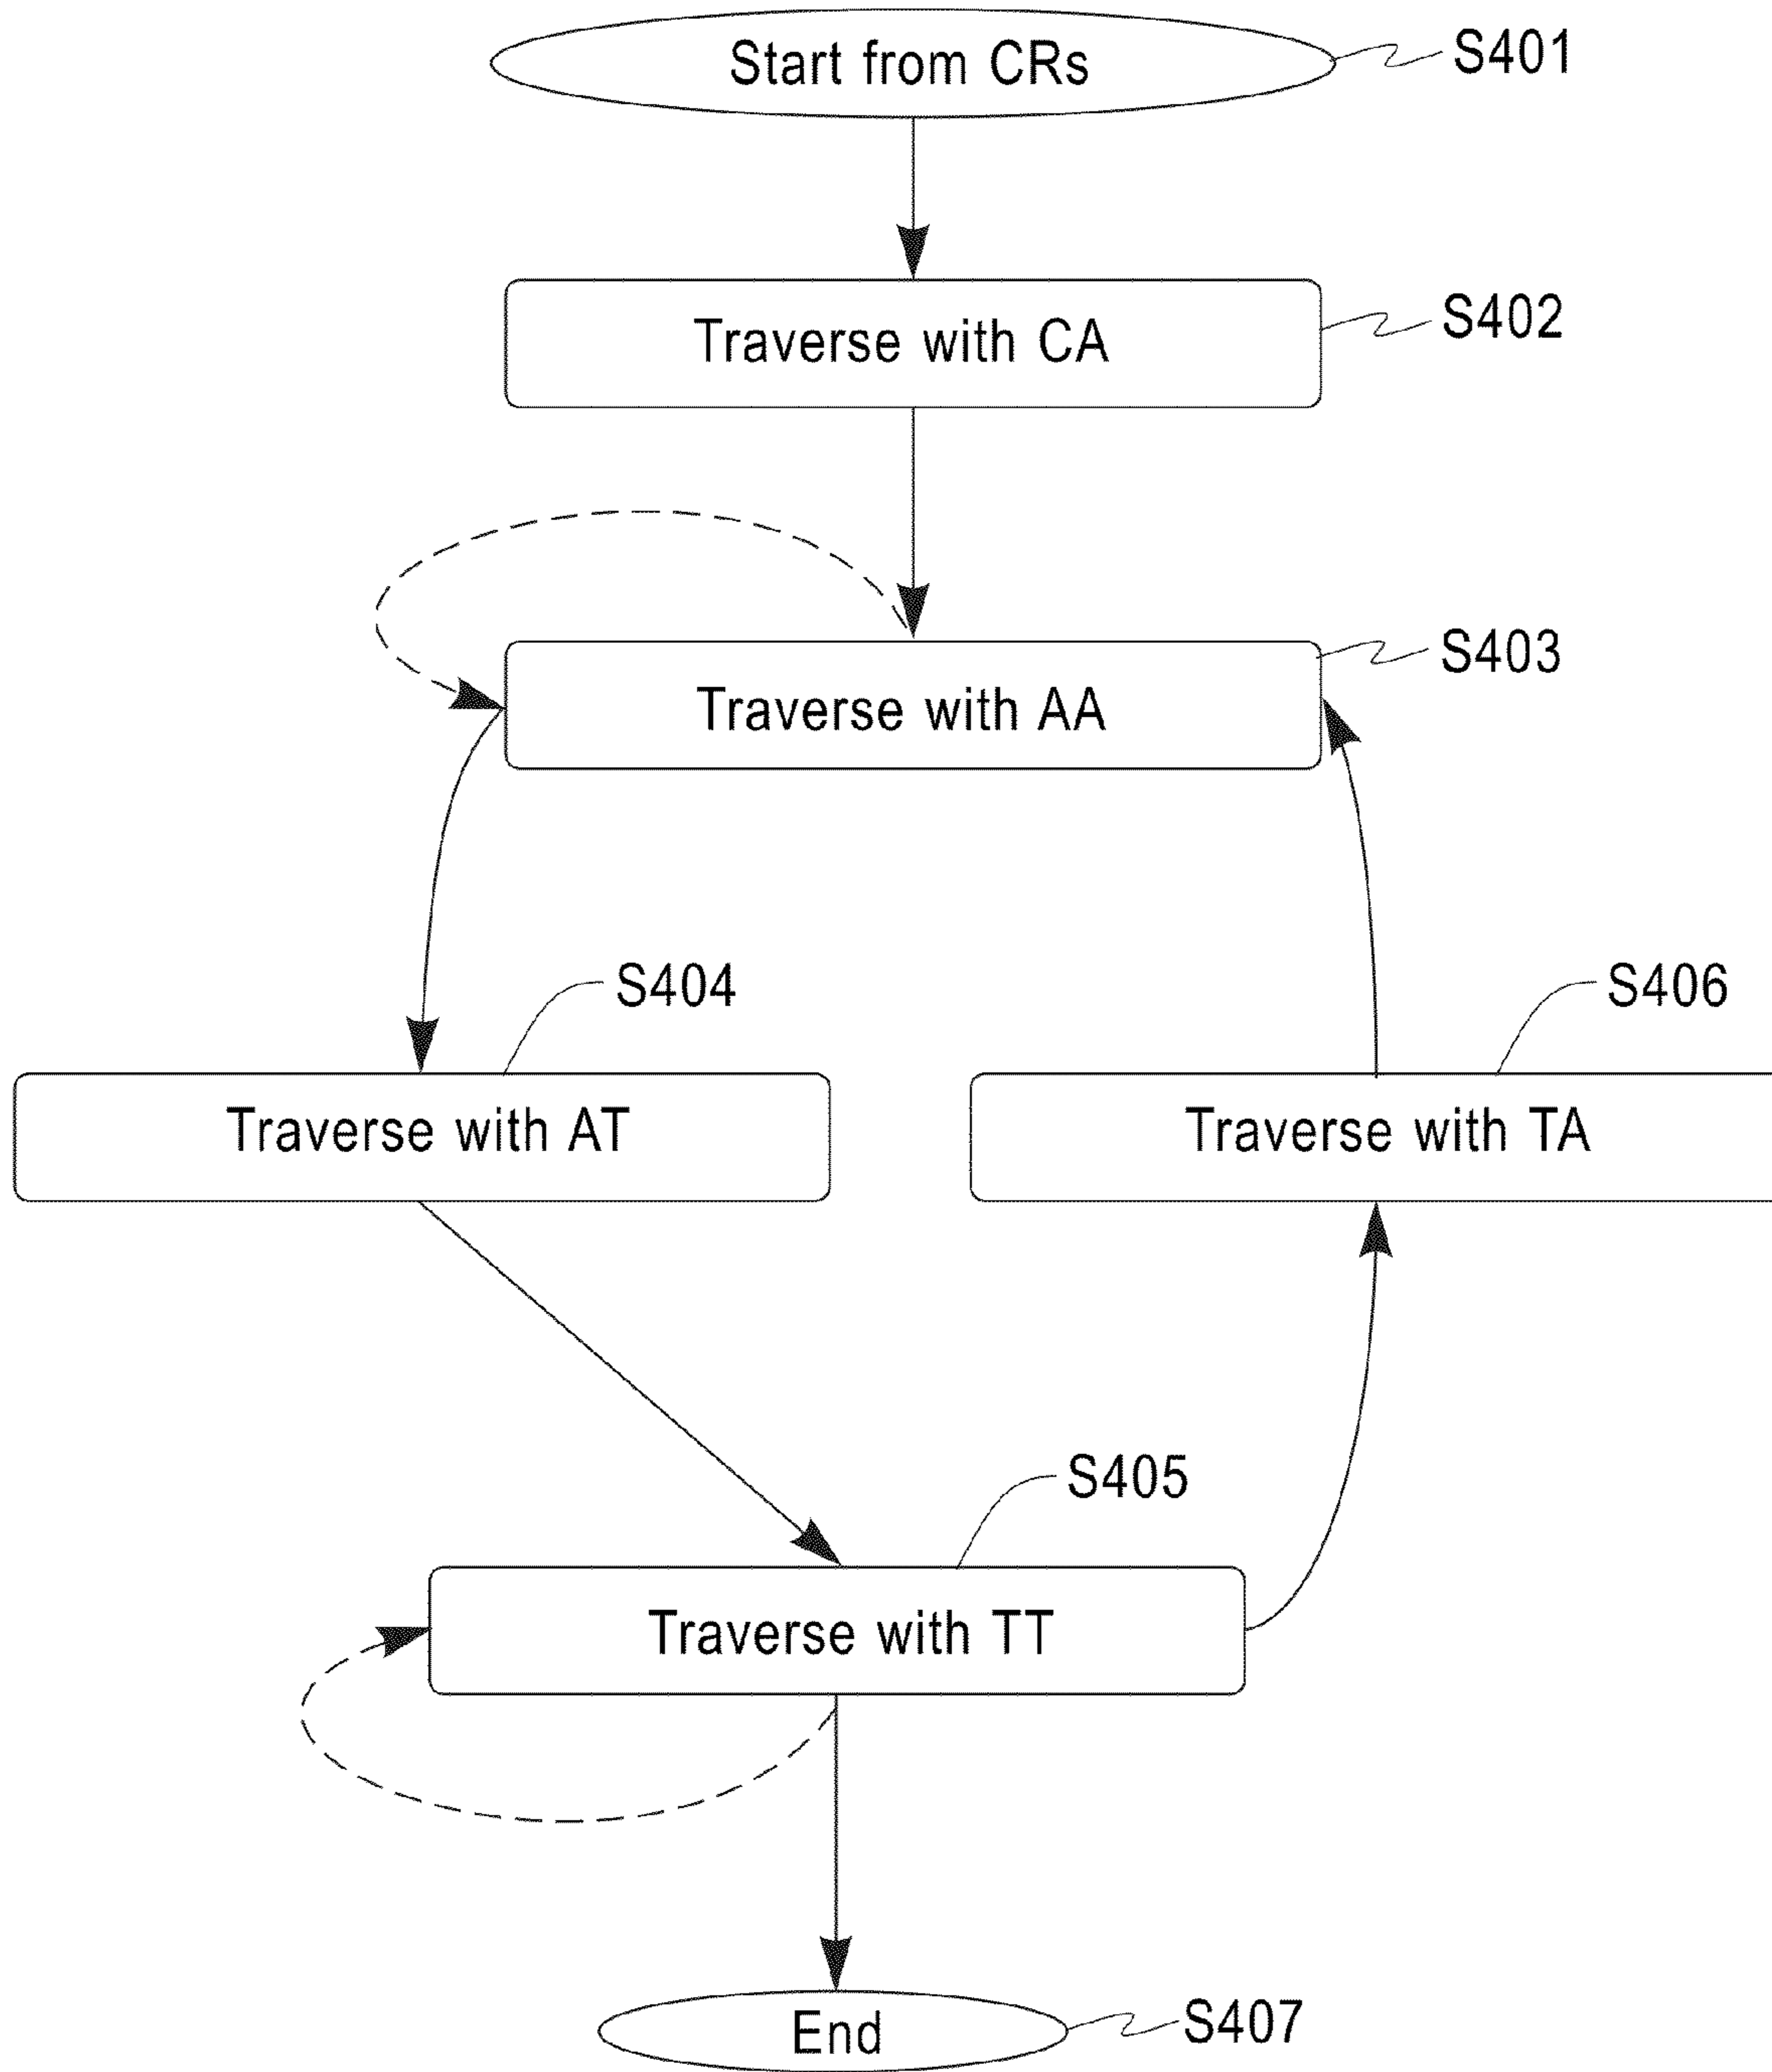 Start from CRs
S401
Traverse with CA
S402
S403
Traverse with AA
S404
S406
Traverse with AT
Traverse with TA
S405
Traverse with TT
End
S407